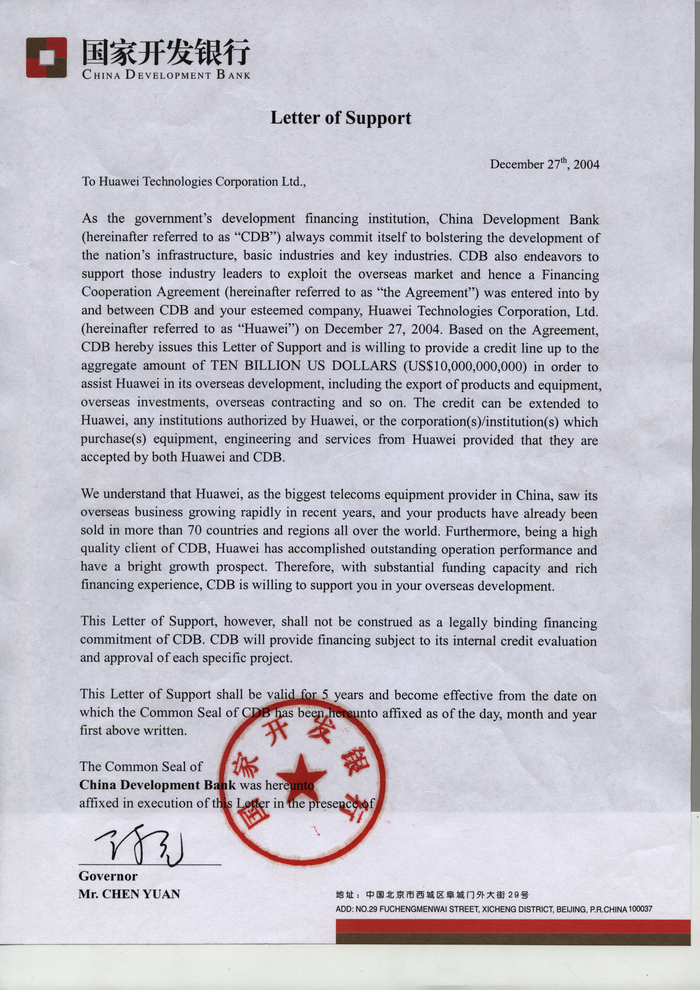 国家开发银行
CHINA DEVELOPMENT BANK
Letter of Support
December 27th, 2004
To Huawei Technologies Corporation Ltd.,
As the government's development financing institution, China Development Bank
(hereinafter referred to as “CDB”) always commit itself to bolstering the development of
the nation's infrastructure, basic industries and key industries. CDB also endeavors to
support those industry leaders to exploit the overseas market and hence a Financing
Cooperation Agreement (hereinafter referred to as “the Agreement”) was entered into by
and between CDB and your esteemed company, Huawei Technologies Corporation, Ltd.
(hereinafter referred to as “Huawei”) on December 27, 2004. Based on the Agreement,
CDB hereby issues this Letter of Support and is willing to provide a credit line up to the
aggregate amount of TEN BILLION US DOLLARS (US$10,000,000,000) in order to
assist Huawei in its overseas development, including the export of products and equipment,
overseas investments, overseas contracting and so on. The credit can be extended to
Huawei, any institutions authorized by Huawei, or the corporation(s)/institution(s) which
purchase(s) equipment, engineering and services from Huawei provided that they are
accepted by both Huawei and CDB.
We understand that Huawei, as the biggest telecoms equipment provider in China, saw its
overseas business growing rapidly in recent years, and your products have already been
sold in more than 70 countries and regions all over the world. Furthermore, being a high
quality client of CDB, Huawei has accomplished outstanding operation performance and
have a bright growth prospect. Therefore, with substantial funding capacity and rich
financing experience, CDB is willing to support you in your overseas development.
This Letter of Support, however, shall not be construed as a legally binding financing
commitment of CDB. CDB will provide financing subject to its internal credit evaluation
and approval of each specific project.
This Letter of Support shall be valid for 5 years and become effective from the date on
which the Common Seal of CDB has been hereunto affixed as of the day, month and year
first above written.
The Common Seal of
China Development Bank was hereunto
affixed in execution of this Letter in the presence of
国家开发银行
Governor
Mr. CHEN YUAN
地址：中国北京市西城区阜城门外大街29号
ADD: NO.29 FUCHENGMENWAI STREET, XICHENG DISTRICT, BEIJING, P.R.CHINA 100037